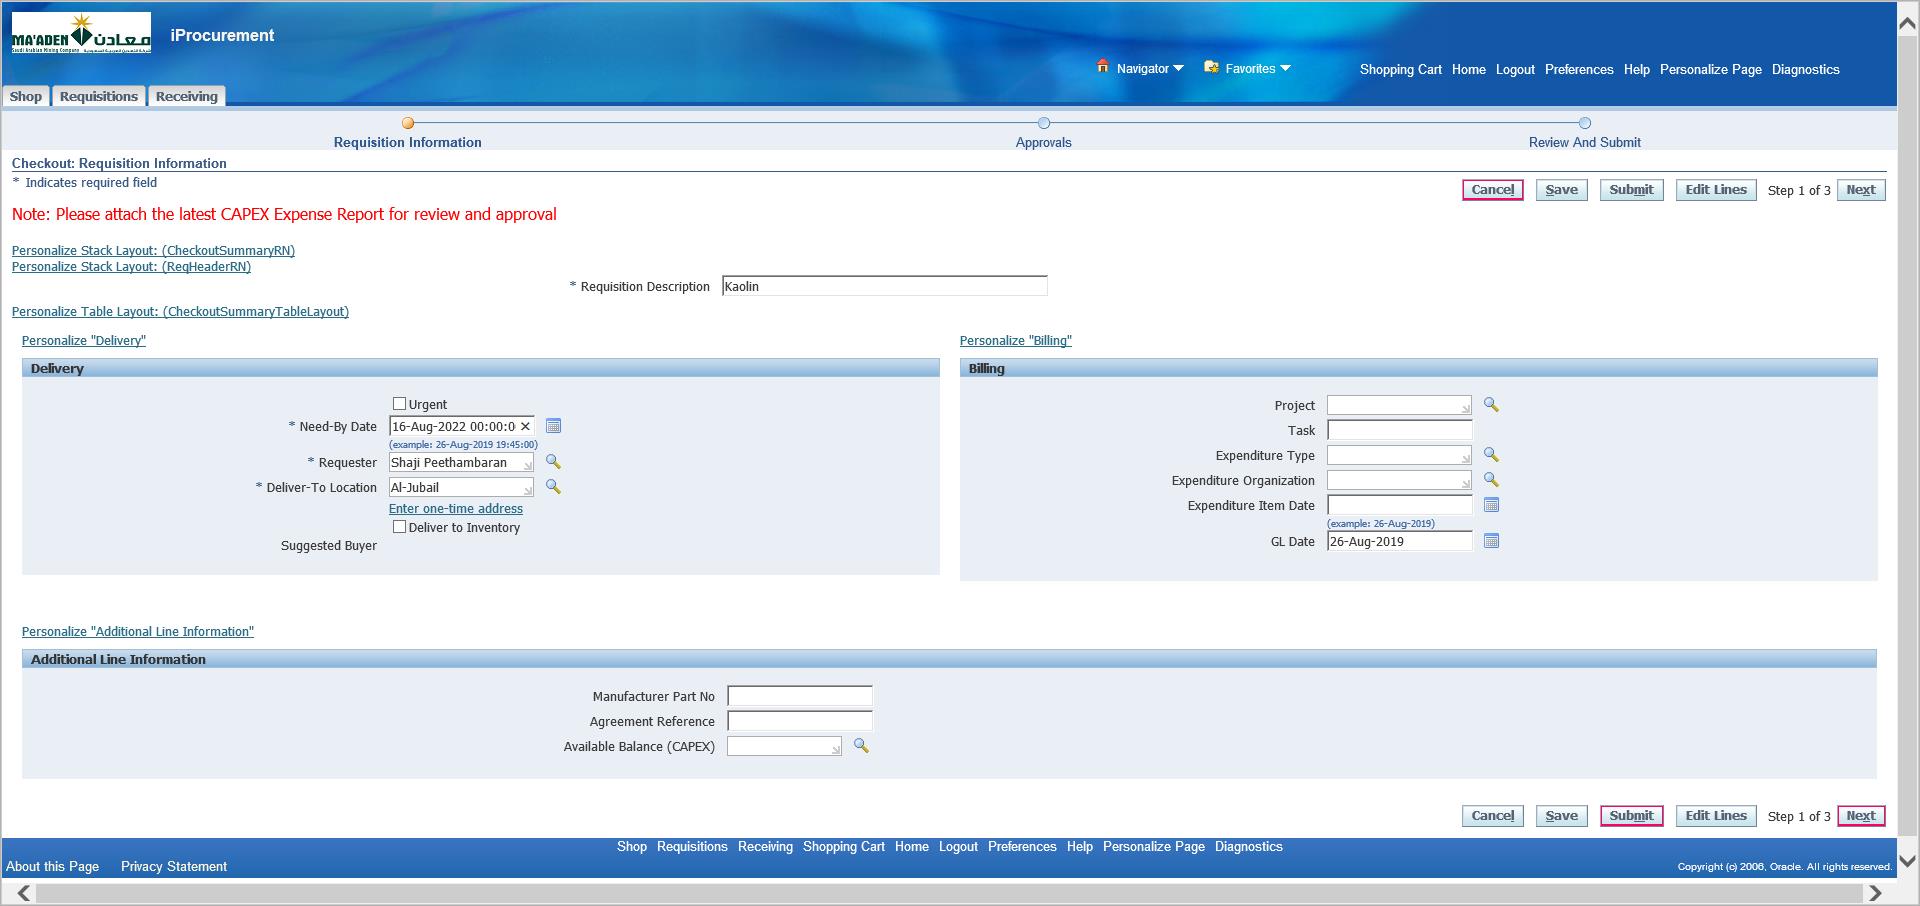 MA'ADEN معادن
Saudi Arabian Mining Company
iProcurement
Navigator
Favorites
Shopping Cart Home Logout Preferences Help Personalize Page Diagnostics
Shop Requisitions Receiving
Requisition Information Approvals Review And Submit
Checkout: Requisition Information
* Indicates required field
Cancel Save Submit Edit Lines Step 1 of 3 Next
Note: Please attach the latest CAPEX Expense Report for review and approval
Personalize Stack Layout: (CheckoutSummaryRN)
Personalize Stack Layout: (ReqHeaderRN)
* Requisition Description Kaolin
Personalize Table Layout: (CheckoutSummaryTableLayout)
Personalize "Delivery"
Delivery
Urgent
* Need-By Date 16-Aug-2022 00:00:0
(example: 26-Aug-2019 19:45:00)
* Requester Shaji Peethambaran
* Deliver-To Location Al-Jubail
Enter one-time address
Deliver to Inventory
Suggested Buyer
Personalize "Billing"
Billing
Project
Task
Expenditure Type
Expenditure Organization
Expenditure Item Date
(example: 26-Aug-2019)
GL Date 26-Aug-2019
Personalize "Additional Line Information"
Additional Line Information
Manufacturer Part No
Agreement Reference
Available Balance (CAPEX)
Cancel Save Submit Edit Lines Step 1 of 3 Next
Shop Requisitions Receiving Shopping Cart Home Logout Preferences Help Personalize Page Diagnostics
About this Page Privacy Statement
Copyright (c) 2006, Oracle. All rights reserved.